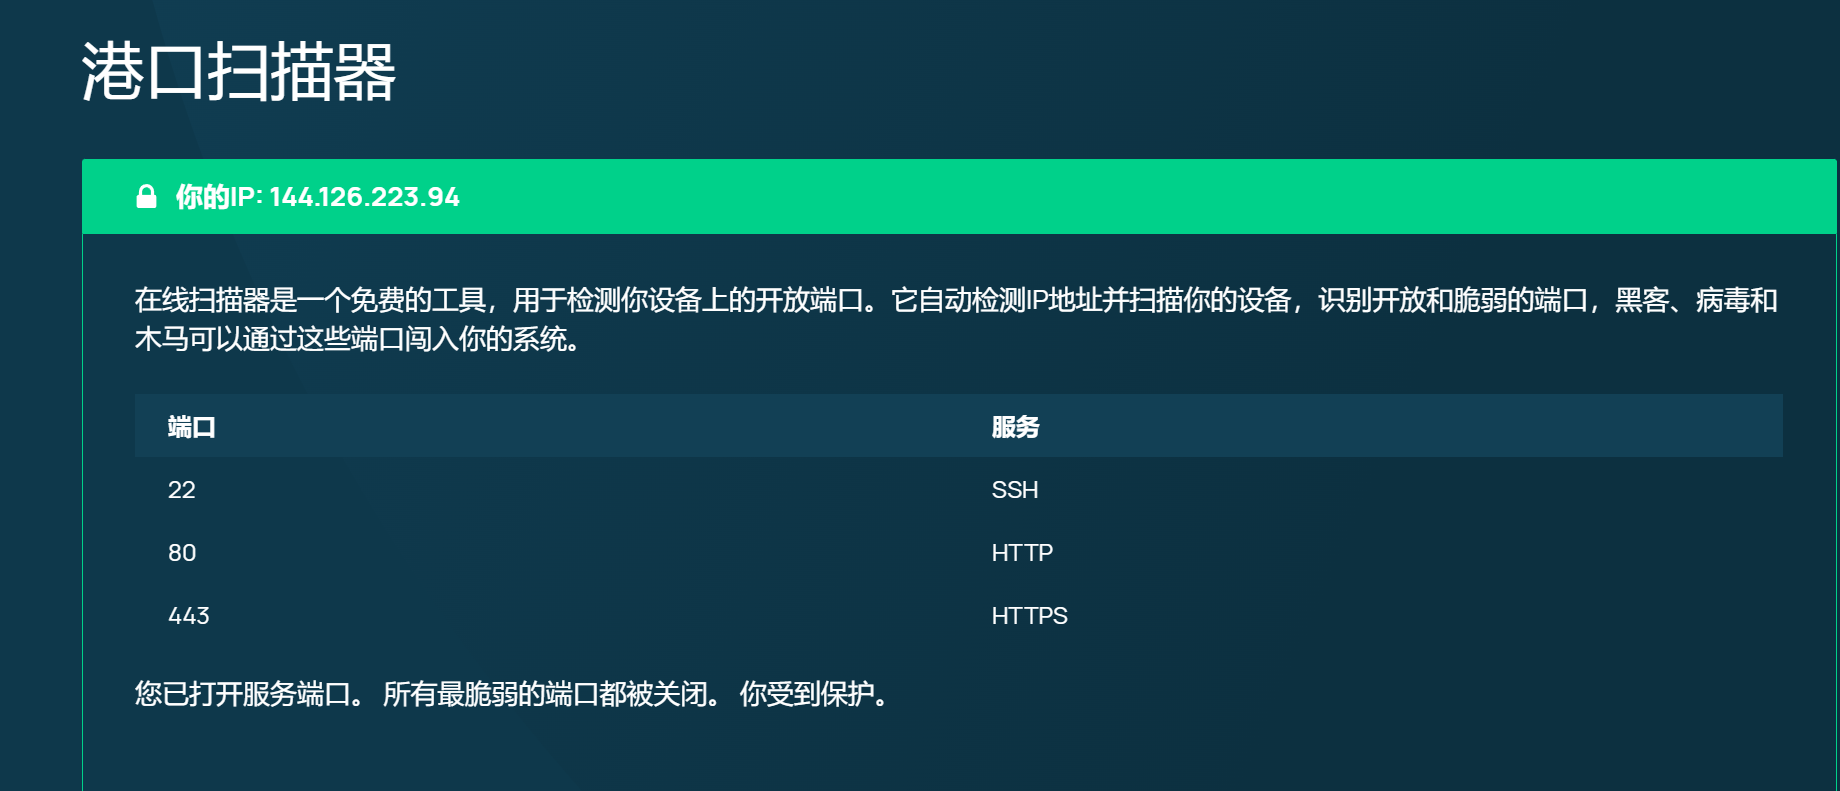 港口扫描器
你的IP: 144.126.223.94
在线扫描器是一个免费的工具，用于检测你设备上的开放端口。它自动检测IP地址并扫描你的设备，识别开放和脆弱的端口，黑客、病毒和
木马可以通过这些端口闯入你的系统。
端口 服务
22 SSH
80 HTTP
443 HTTPS
您已打开服务端口。 所有最脆弱的端口都被关闭。 你受到保护。